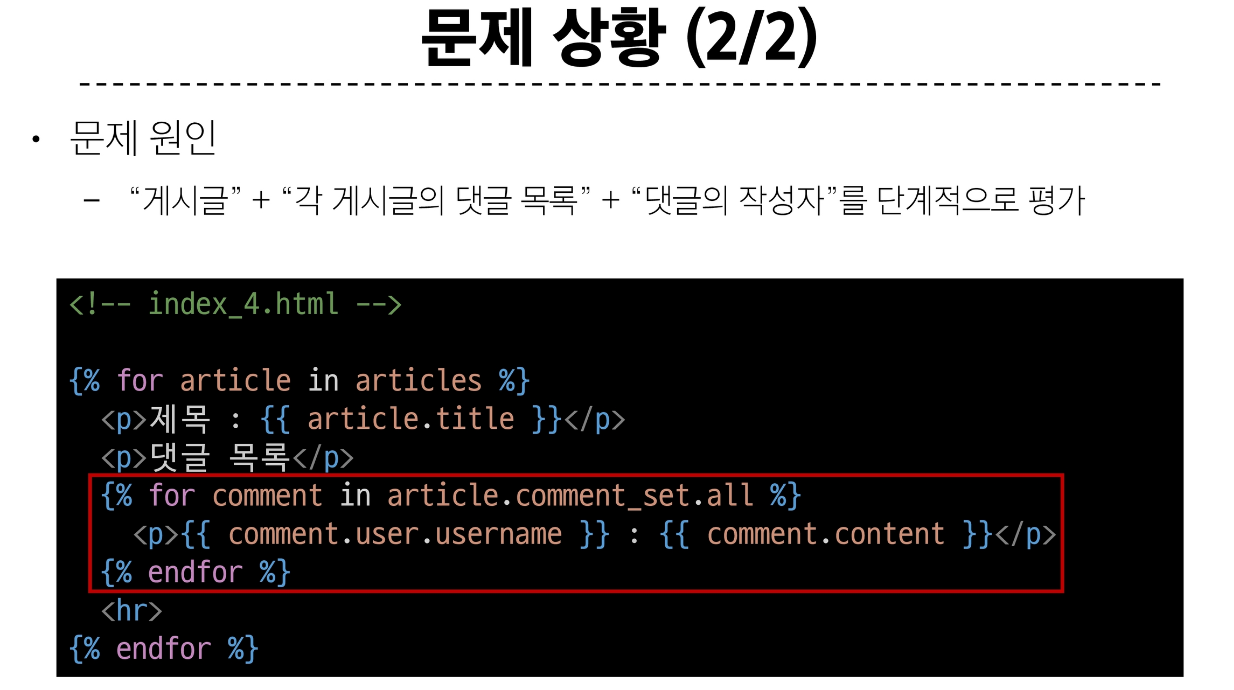 문제 상황 (2/2)
• 문제 원인
– “게시글” + “각 게시글의 댓글 목록” + “댓글의 작성자”를 단계적으로 평가
<!-- index_4.html -->
{% for article in articles %}
<p>제목 : {{ article.title }}</p>
<p>댓글 목록</p>
{% for comment in article.comment_set.all %}
<p>{{ comment.user.username }} : {{ comment.content }}</p>
{% endfor %}
<hr>
{% endfor %}